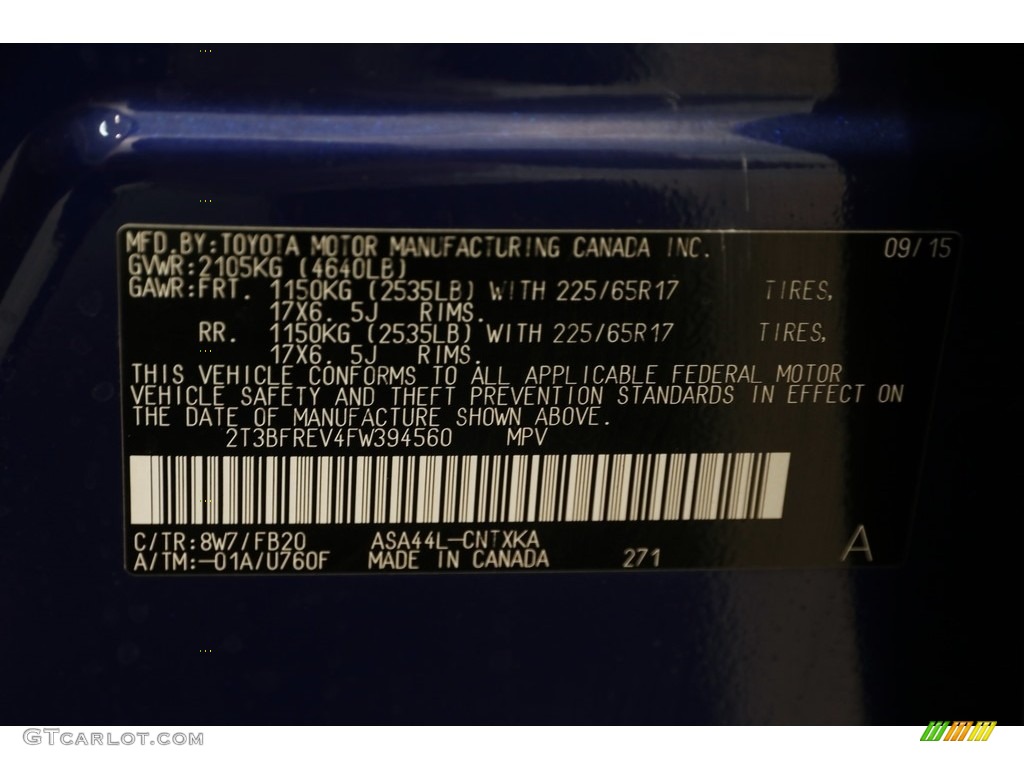 MFD.BY:TOYOTA MOTOR MANUFACTURING CANADA INC. 09/15
GVWR:2105KG (4640LB)
GAWR:FRT. 1150KG (2535LB) WITH 225/65R17 TIRES,
17X6. 5J RIMS.
RR. 1150KG (2535LB) WITH 225/65R17 TIRES,
17X6. 5J RIMS.
THIS VEHICLE CONFORMS TO ALL APPLICABLE FEDERAL MOTOR
VEHICLE SAFETY AND THEFT PREVENTION STANDARDS IN EFFECT ON
THE DATE OF MANUFACTURE SHOWN ABOVE.
2T3BFREV4FW394560 MPV
C/TR:8W7/FB20 ASA44L-CNTXKA
A/TM:-01A/U760F MADE IN CANADA 271 A
GTCarlot.com